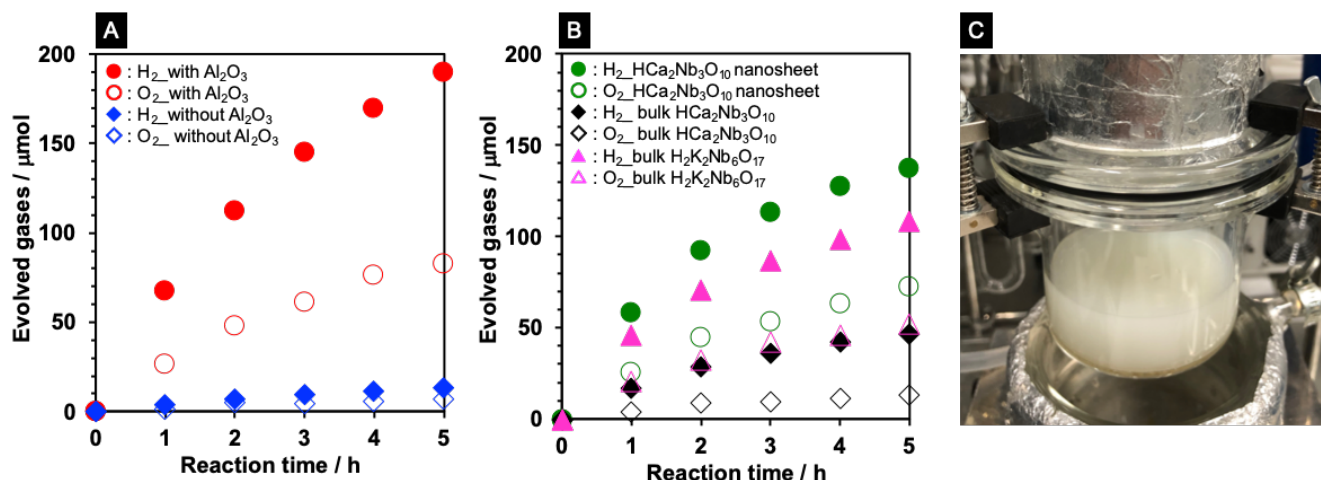 A
Evolved gases / μmol
200
150
100
50
0
● : H₂_with Al₂O₃
○ : O₂_with Al₂O₃
◆ : H₂_without Al₂O₃
◇ : O₂_ without Al₂O₃
0 1 2 3 4 5
Reaction time / h
B
Evolved gases / μmol
200
150
100
50
0
● : H₂_HCa₂Nb₃O₁₀ nanosheet
○ : O₂_HCa₂Nb₃O₁₀ nanosheet
◆ : H₂_ bulk HCa₂Nb₃O₁₀
◇ : O₂_ bulk HCa₂Nb₃O₁₀
▲ : H₂_bulk H₂K₂Nb₆O₁₇
△ : O₂_bulk H₂K₂Nb₆O₁₇
0 1 2 3 4 5
Reaction time / h
C